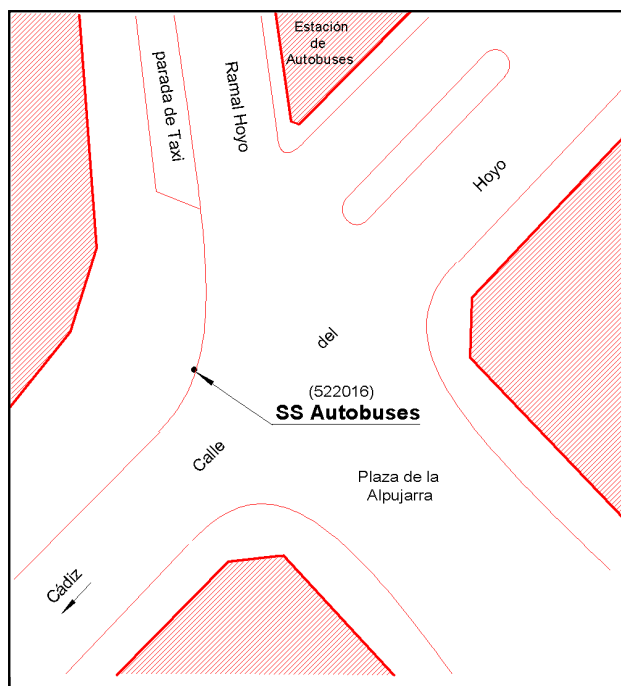 Estación
de
Autobuses
parada de Taxi
Ramal Hoyo
Hoyo
del
(522016)
SS Autobuses
Calle
Plaza de la
Alpujarra
Cádiz